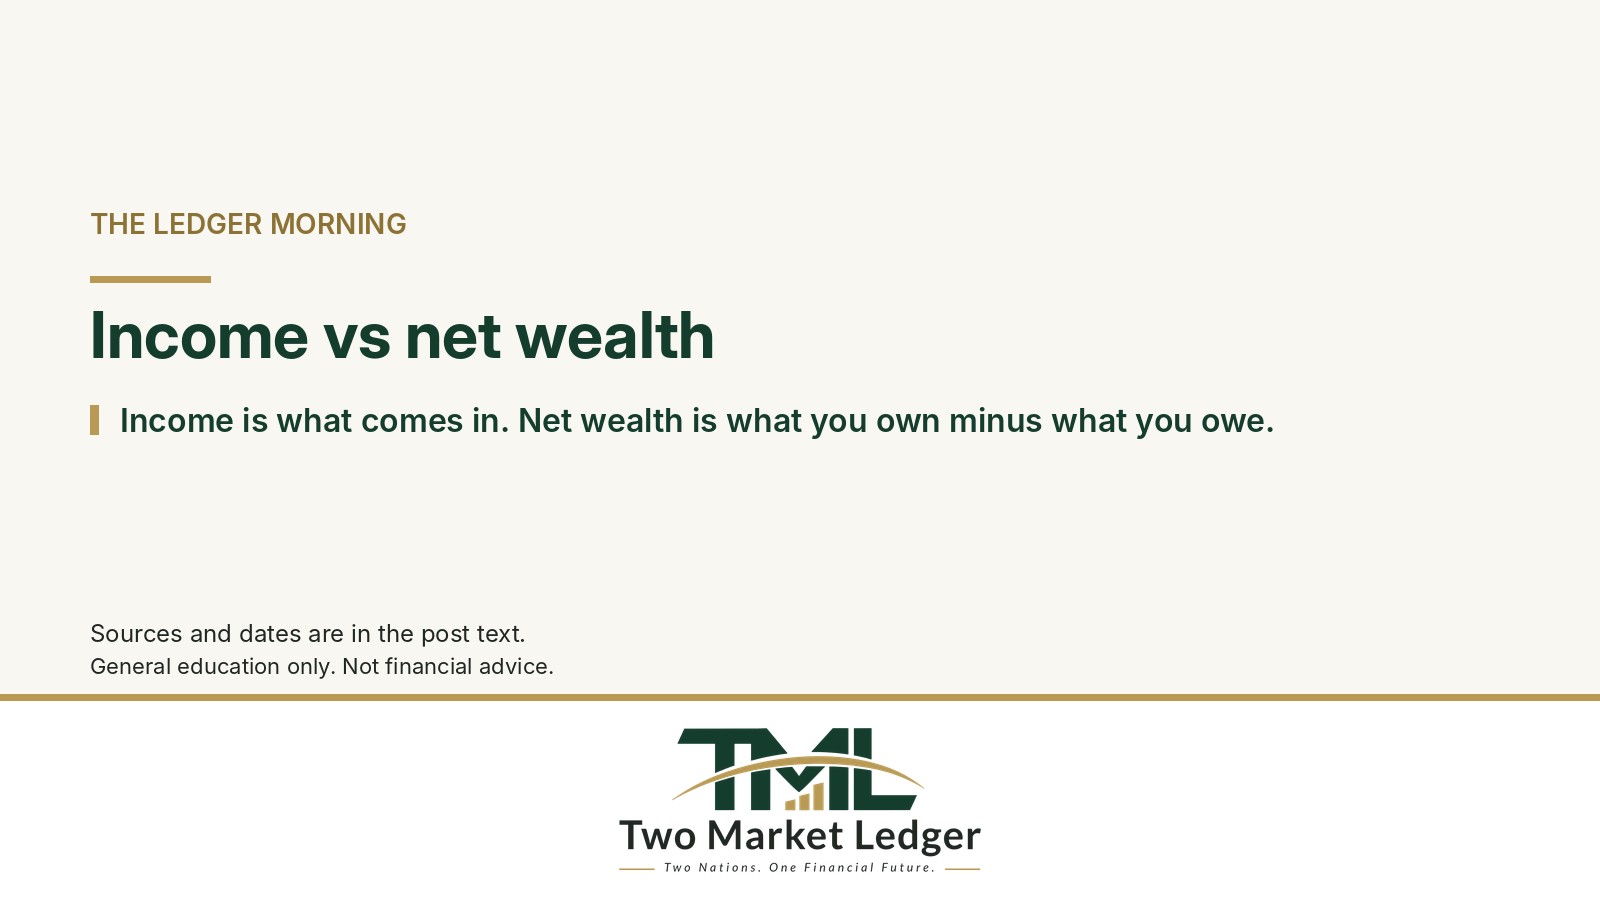 THE LEDGER MORNING
Income vs net wealth
Income is what comes in. Net wealth is what you own minus what you owe.
Sources and dates are in the post text.
General education only. Not financial advice.
TML
Two Market Ledger
Two Nations. One Financial Future.